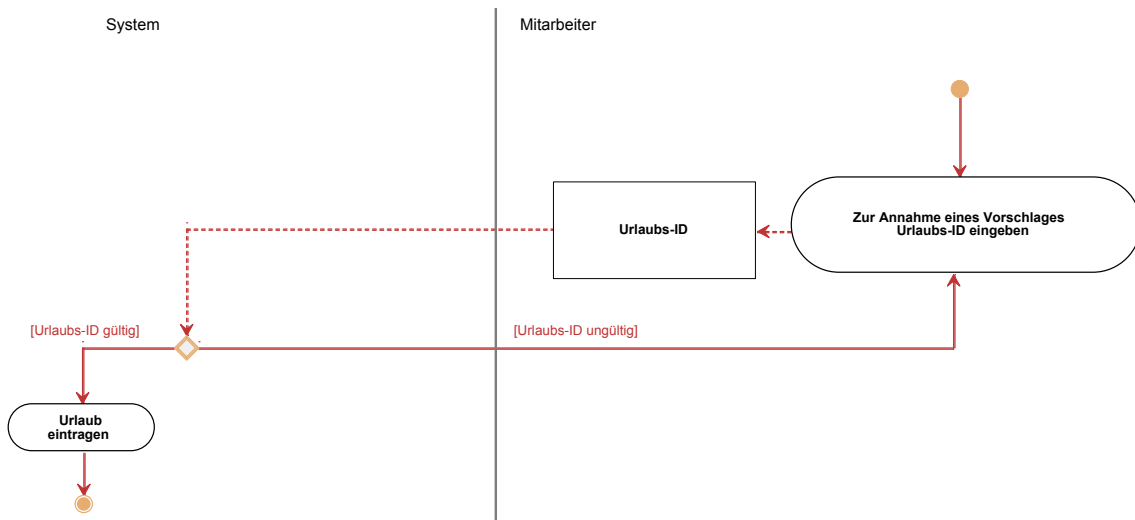 System
Mitarbeiter
Zur Annahme eines Vorschlages
Urlaubs-ID eingeben
Urlaubs-ID
[Urlaubs-ID gültig]
[Urlaubs-ID ungültig]
Urlaub
eintragen